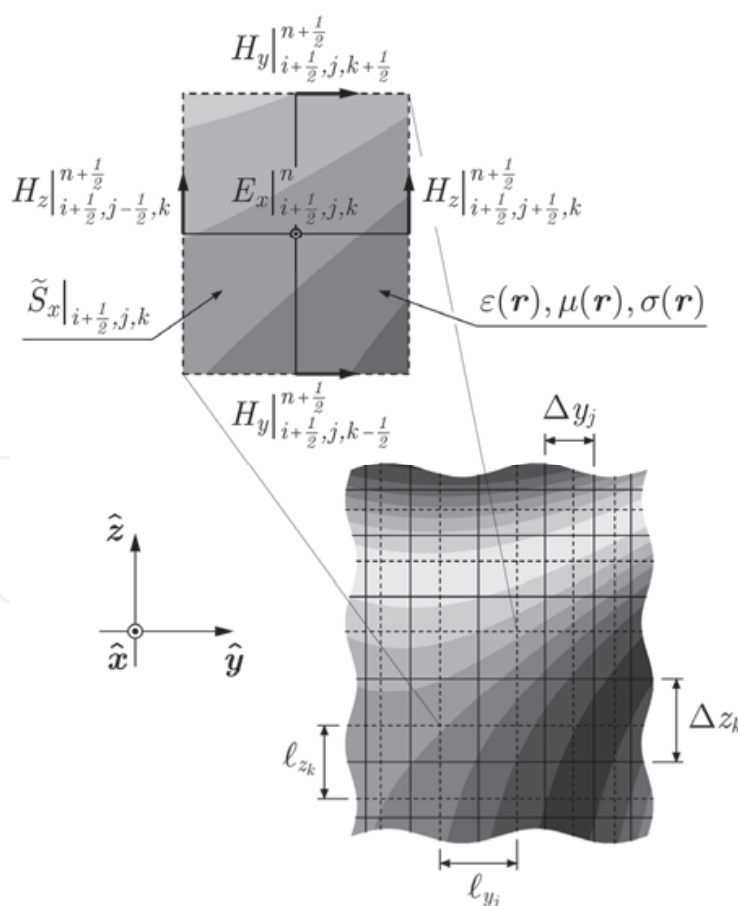 H_y|^{n+1/2}_{i+1/2,j,k+1/2}
H_z|^{n+1/2}_{i+1/2,j-1/2,k}
E_x|^{n}_{i+1/2,j,k}
H_z|^{n+1/2}_{i+1/2,j+1/2,k}
S̃_x|_{i+1/2,j,k}
ε(r), μ(r), σ(r)
H_y|^{n+1/2}_{i+1/2,j,k-1/2}
Δy_j
ẑ
x̂
ŷ
Δz_k
ℓ_{z_k}
ℓ_{y_j}